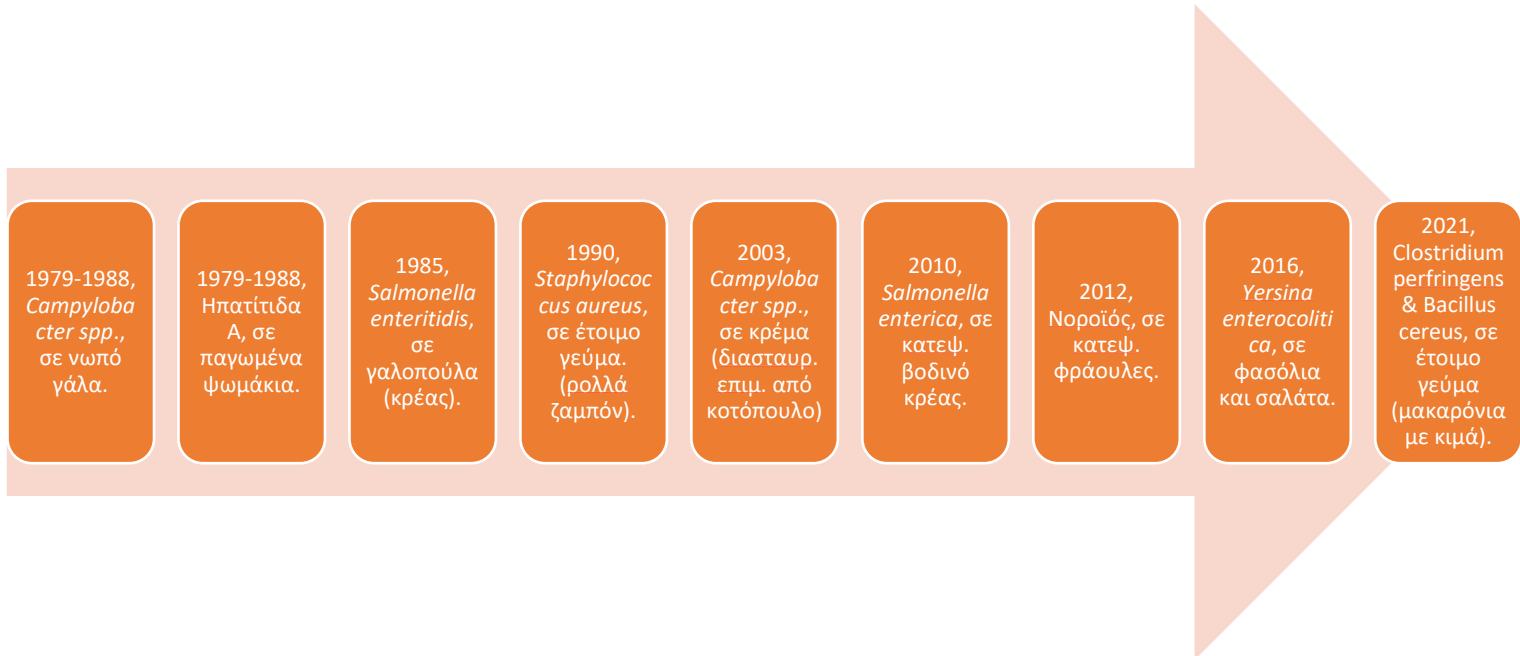 1979-1988,
Campyloba
cter spp.,
σε νωπό
γάλα.
1979-1988,
Ηπατίτιδα
Α, σε
παγωμένα
ψωμάκια.
1985,
Salmonella
enteritidis,
σε
γαλοπούλα
(κρέας).
1990,
Staphylococ
cus aureus,
σε έτοιμο
γεύμα.
(ρολλά
ζαμπόν).
2003,
Campyloba
cter spp.,
σε κρέμα
(διασταυρ.
επιμ. από
κοτόπουλο)
2010,
Salmonella
enterica, σε
κατεψ.
βοδινό
κρέας.
2012,
Νοροϊός, σε
κατεψ.
φράουλες.
2016,
Yersina
enterocoliti
ca, σε
φασόλια
και σαλάτα.
2021,
Clostridium
perfringens
& Bacillus
cereus, σε
έτοιμο
γεύμα
(μακαρόνια
με κιμά).